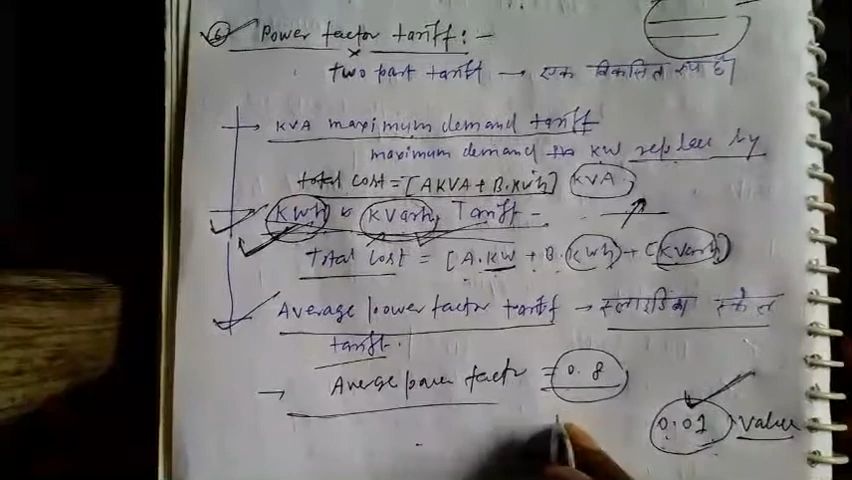 6 Power factor tariff:-
two part tariff → एक विकसित रूप है।
→ KVA maximum demand tariff
maximum demand KW replace by
total cost = [AKVA + B.kwh] KVA
Kwh & KVarh Tariff -
total Cost = [A.KW + B.Kwh + C KVarh]
Average power factor tariff → स्लाइडिंग स्केल
tariff.
→ Average power factor = 0.8
0.01 value